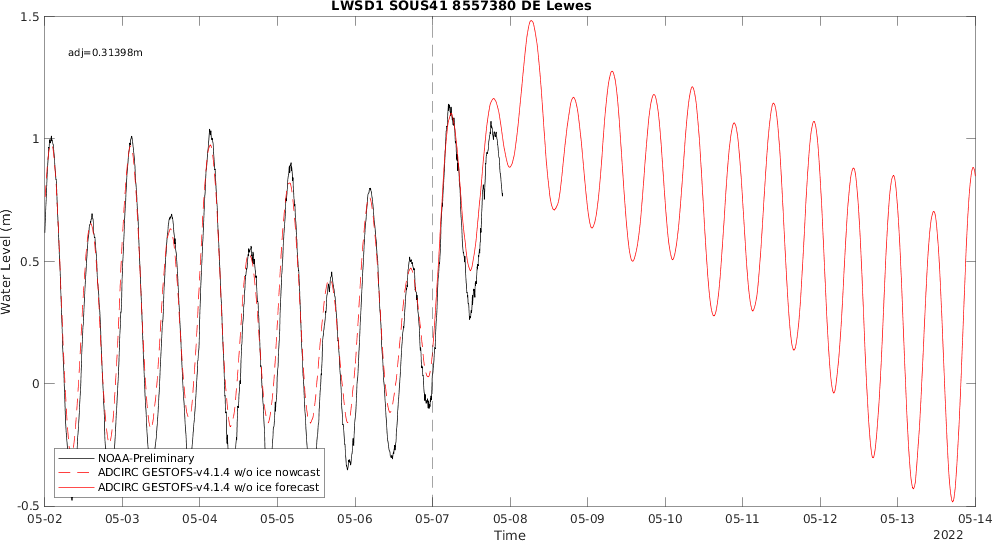 LWSD1 SOUS41 8557380 DE Lewes
adj=0.31398m
1.5
1
0.5
0
-0.5
Water Level (m)
NOAA-Preliminary
ADCIRC GESTOFS-v4.1.4 w/o ice nowcast
ADCIRC GESTOFS-v4.1.4 w/o ice forecast
05-02 05-03 05-04 05-05 05-06 05-07 05-08 05-09 05-10 05-11 05-12 05-13 05-14
Time
2022